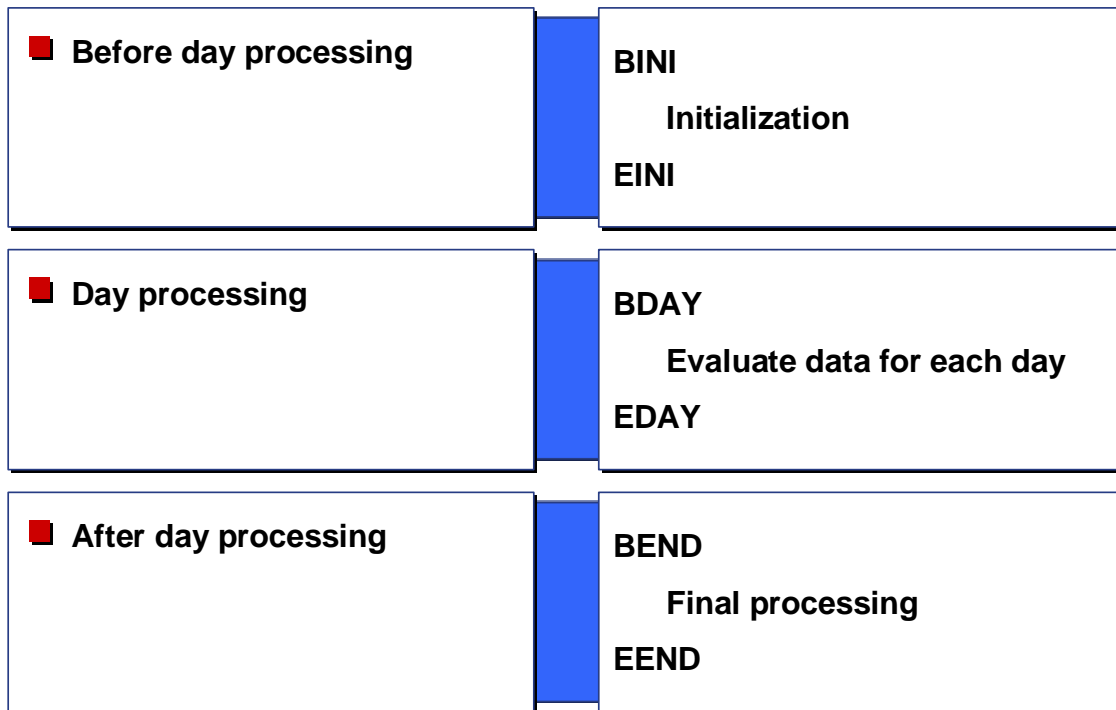 Before day processing
BINI
Initialization
EINI
Day processing
BDAY
Evaluate data for each day
EDAY
After day processing
BEND
Final processing
EEND